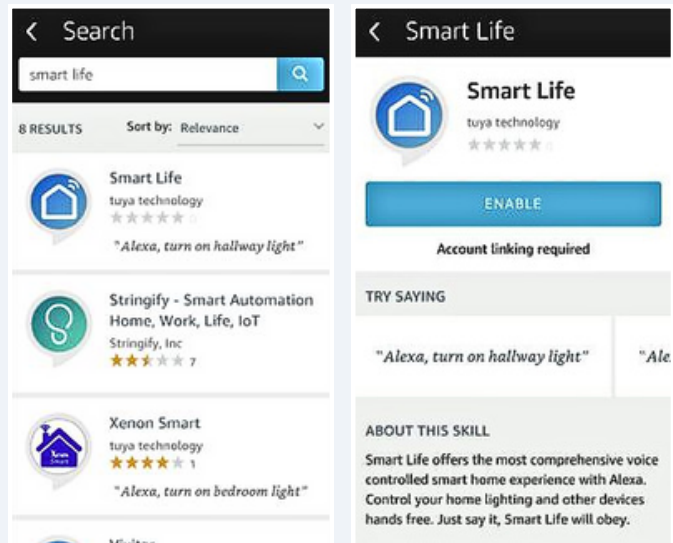 Search
smart life
8 RESULTS
Sort by: Relevance
Smart Life
tuya technology
"Alexa, turn on hallway light"
Stringify - Smart Automation
Home, Work, Life, IoT
Stringify, Inc
7
Xenon Smart
tuya technology
1
"Alexa, turn on bedroom light"
Smart Life
Smart Life
tuya technology
ENABLE
Account linking required
TRY SAYING
"Alexa, turn on hallway light"
"Ale
ABOUT THIS SKILL
Smart Life offers the most comprehensive voice
controlled smart home experience with Alexa.
Control your home lighting and other devices
hands free. Just say it, Smart Life will obey.